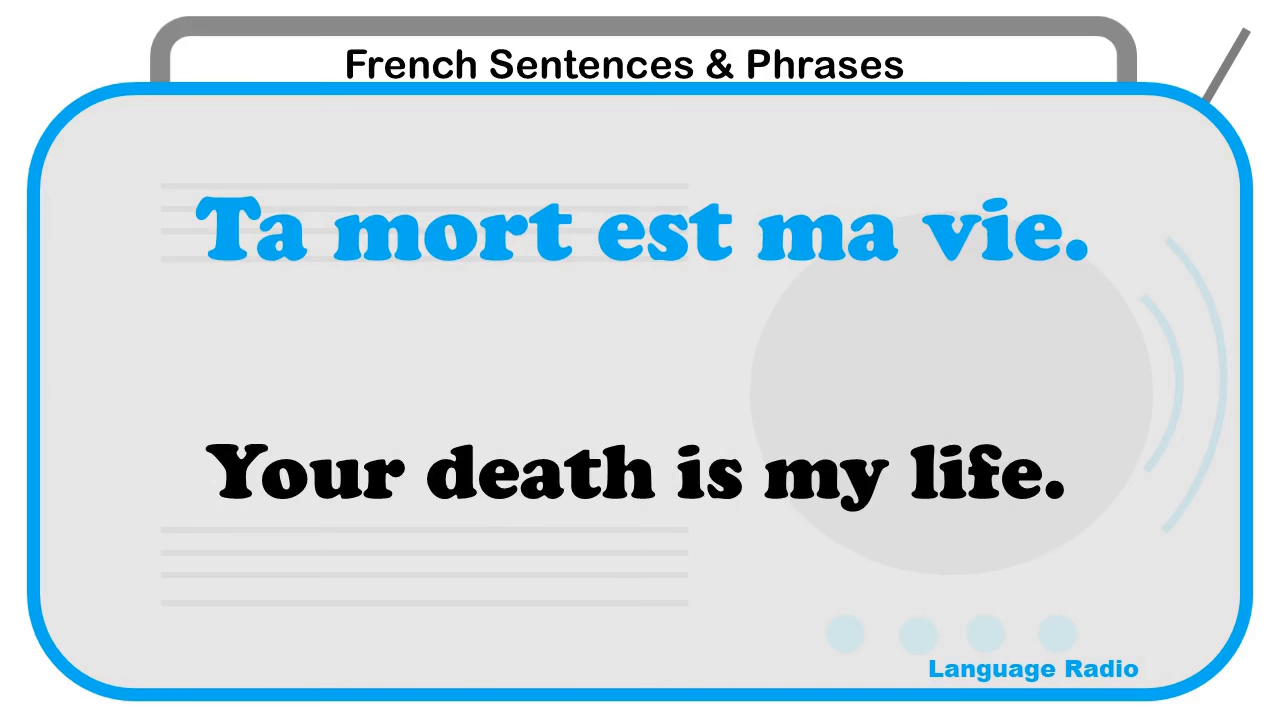 French Sentences & Phrases
Ta mort est ma vie.
Your death is my life.
Language Radio